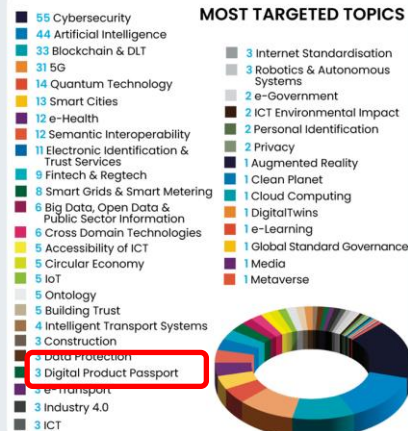 MOST TARGETED TOPICS
55 Cybersecurity
44 Artificial Intelligence
33 Blockchain & DLT
31 5G
14 Quantum Technology
13 Smart Cities
12 e-Health
12 Semantic Interoperability
11 Electronic Identification &
Trust Services
9 Fintech & Regtech
8 Smart Grids & Smart Metering
6 Big Data, Open Data &
Public Sector Information
6 Cross Domain Technologies
5 Accessibility of ICT
5 Circular Economy
5 IoT
5 Ontology
5 Building Trust
4 Intelligent Transport Systems
3 Construction
3 Data Protection
3 Digital Product Passport
3 e-Transport
3 Industry 4.0
3 ICT
3 Internet Standardisation
3 Robotics & Autonomous
Systems
2 e-Government
2 ICT Environmental Impact
2 Personal Identification
2 Privacy
1 Augmented Reality
1 Clean Planet
1 Cloud Computing
1 DigitalTwins
1 e-Learning
1 Global Standard Governance
1 Media
1 Metaverse